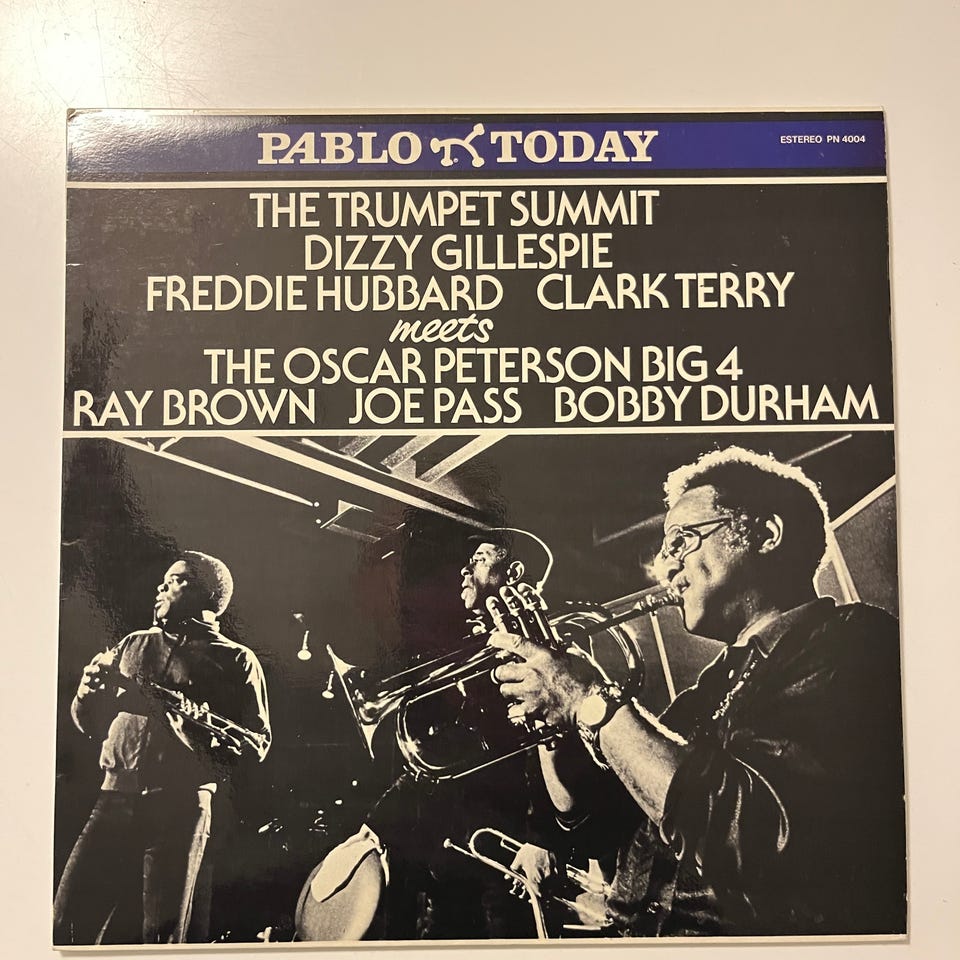 PABLO TODAY
ESTEREO PN 4004
THE TRUMPET SUMMIT
DIZZY GILLESPIE
FREDDIE HUBBARD CLARK TERRY
meets
THE OSCAR PETERSON BIG 4
RAY BROWN JOE PASS BOBBY DURHAM